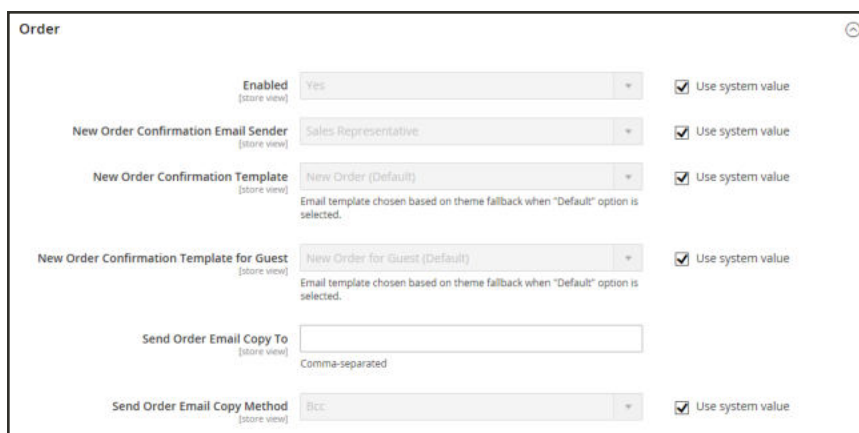 Order
Enabled
[store view]
Yes
Use system value
New Order Confirmation Email Sender
[store view]
Sales Representative
Use system value
New Order Confirmation Template
[store view]
New Order (Default)
Use system value
Email template chosen based on theme fallback when "Default" option is
selected.
New Order Confirmation Template for Guest
[store view]
New Order for Guest (Default)
Use system value
Email template chosen based on theme fallback when "Default" option is
selected.
Send Order Email Copy To
[store view]
Comma-separated
Send Order Email Copy Method
[store view]
Bcc
Use system value